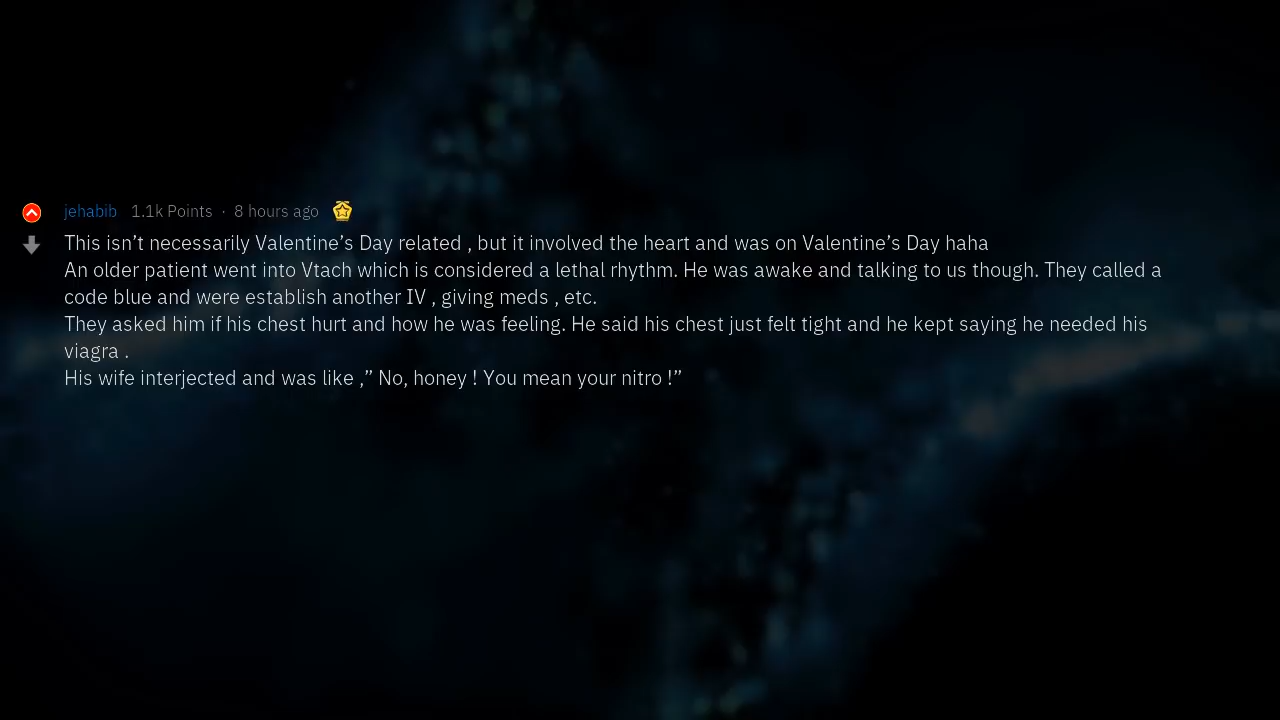 jehabib 1.1k Points · 8 hours ago
This isn’t necessarily Valentine’s Day related , but it involved the heart and was on Valentine’s Day haha
An older patient went into Vtach which is considered a lethal rhythm. He was awake and talking to us though. They called a
code blue and were establish another IV , giving meds , etc.
They asked him if his chest hurt and how he was feeling. He said his chest just felt tight and he kept saying he needed his
viagra .
His wife interjected and was like ,” No, honey ! You mean your nitro !”